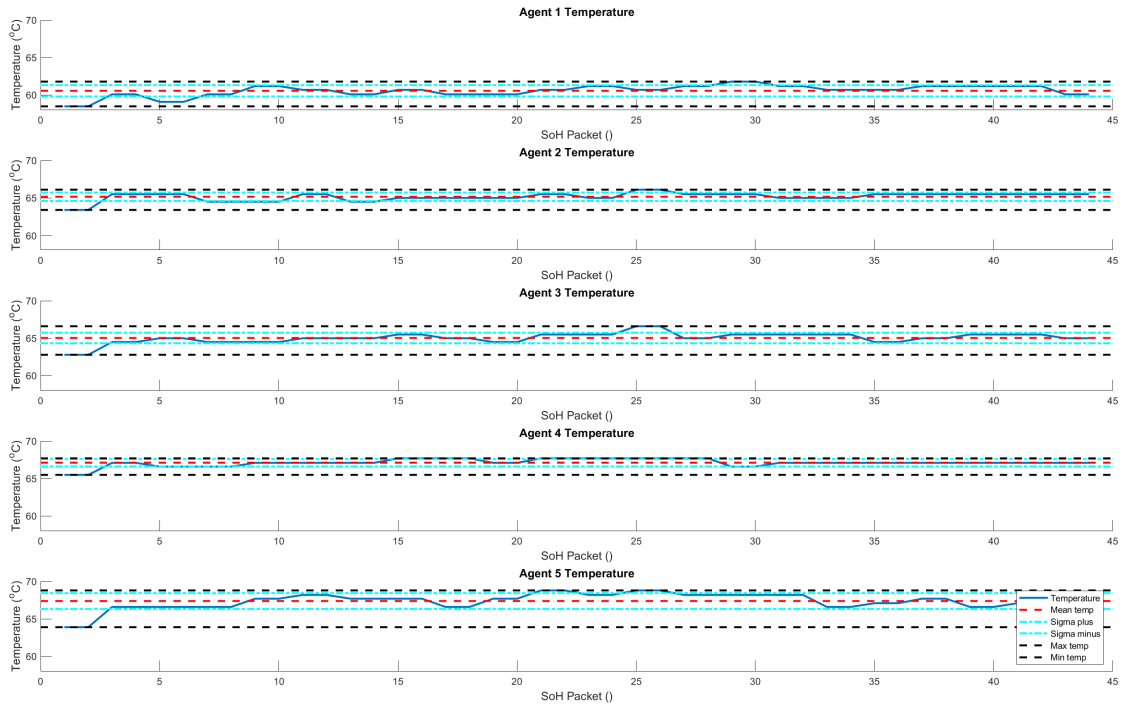 Agent 1 Temperature
Temperature (°C)
70
65
60
0 5 10 15 20 25 30 35 40 45
SoH Packet ()
Agent 2 Temperature
Temperature (°C)
70
65
60
0 5 10 15 20 25 30 35 40 45
SoH Packet ()
Agent 3 Temperature
Temperature (°C)
70
65
60
0 5 10 15 20 25 30 35 40 45
SoH Packet ()
Agent 4 Temperature
Temperature (°C)
70
65
60
0 5 10 15 20 25 30 35 40 45
SoH Packet ()
Agent 5 Temperature
Temperature (°C)
70
65
60
0 5 10 15 20 25 30 35 40 45
SoH Packet ()
Temperature
Mean temp
Sigma plus
Sigma minus
Max temp
Min temp